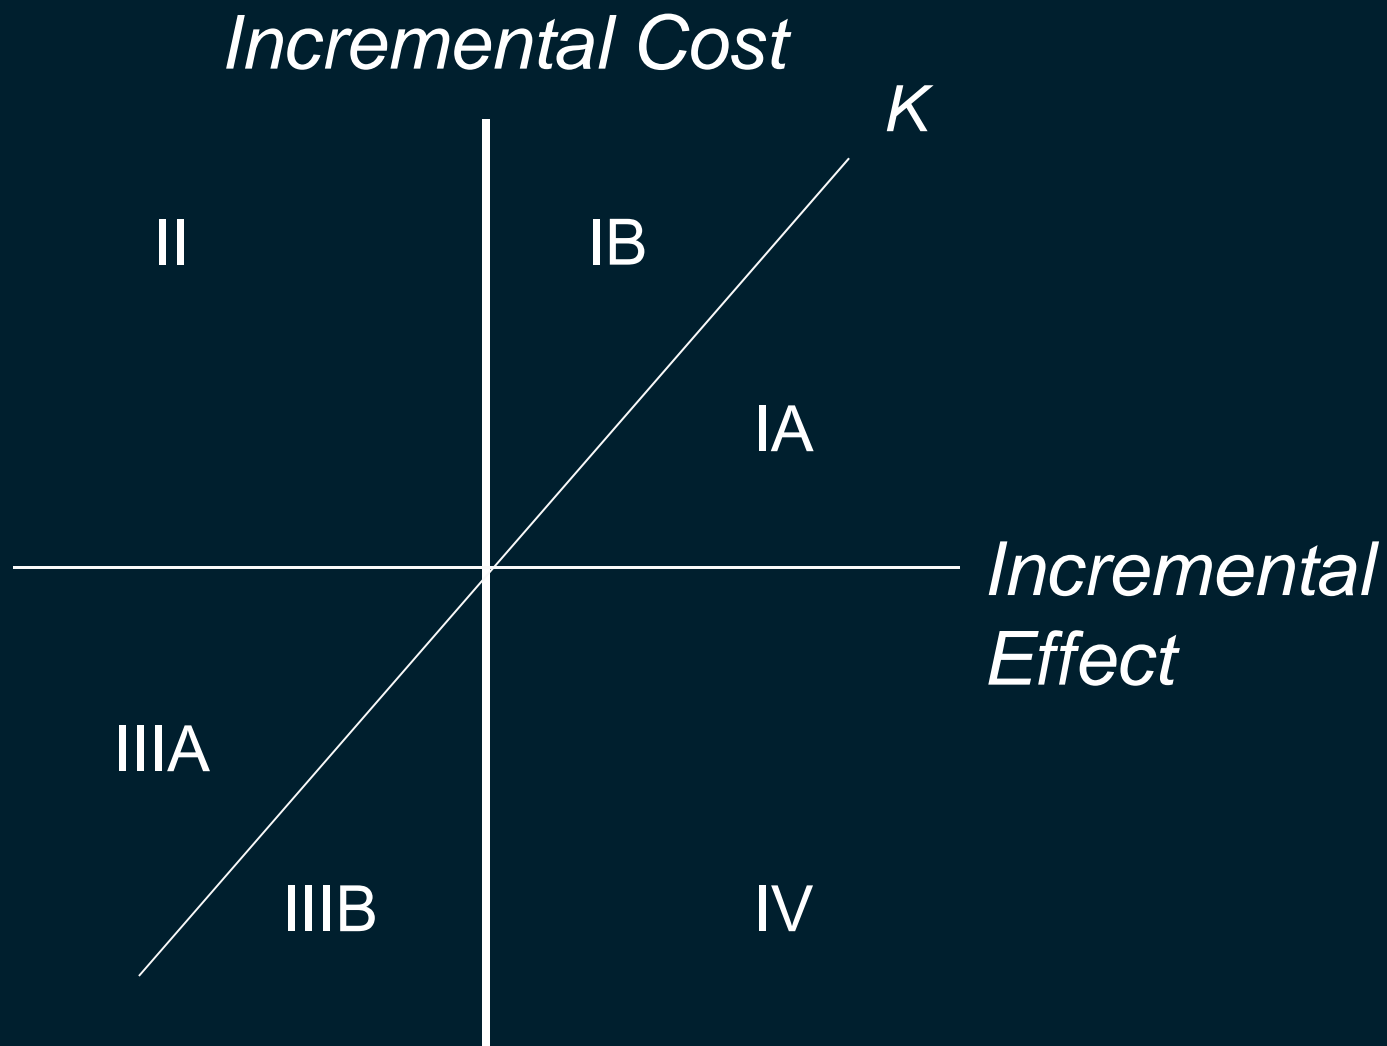 Incremental Cost
K
II
IB
IA
Incremental
Effect
IIIA
IIIB
IV